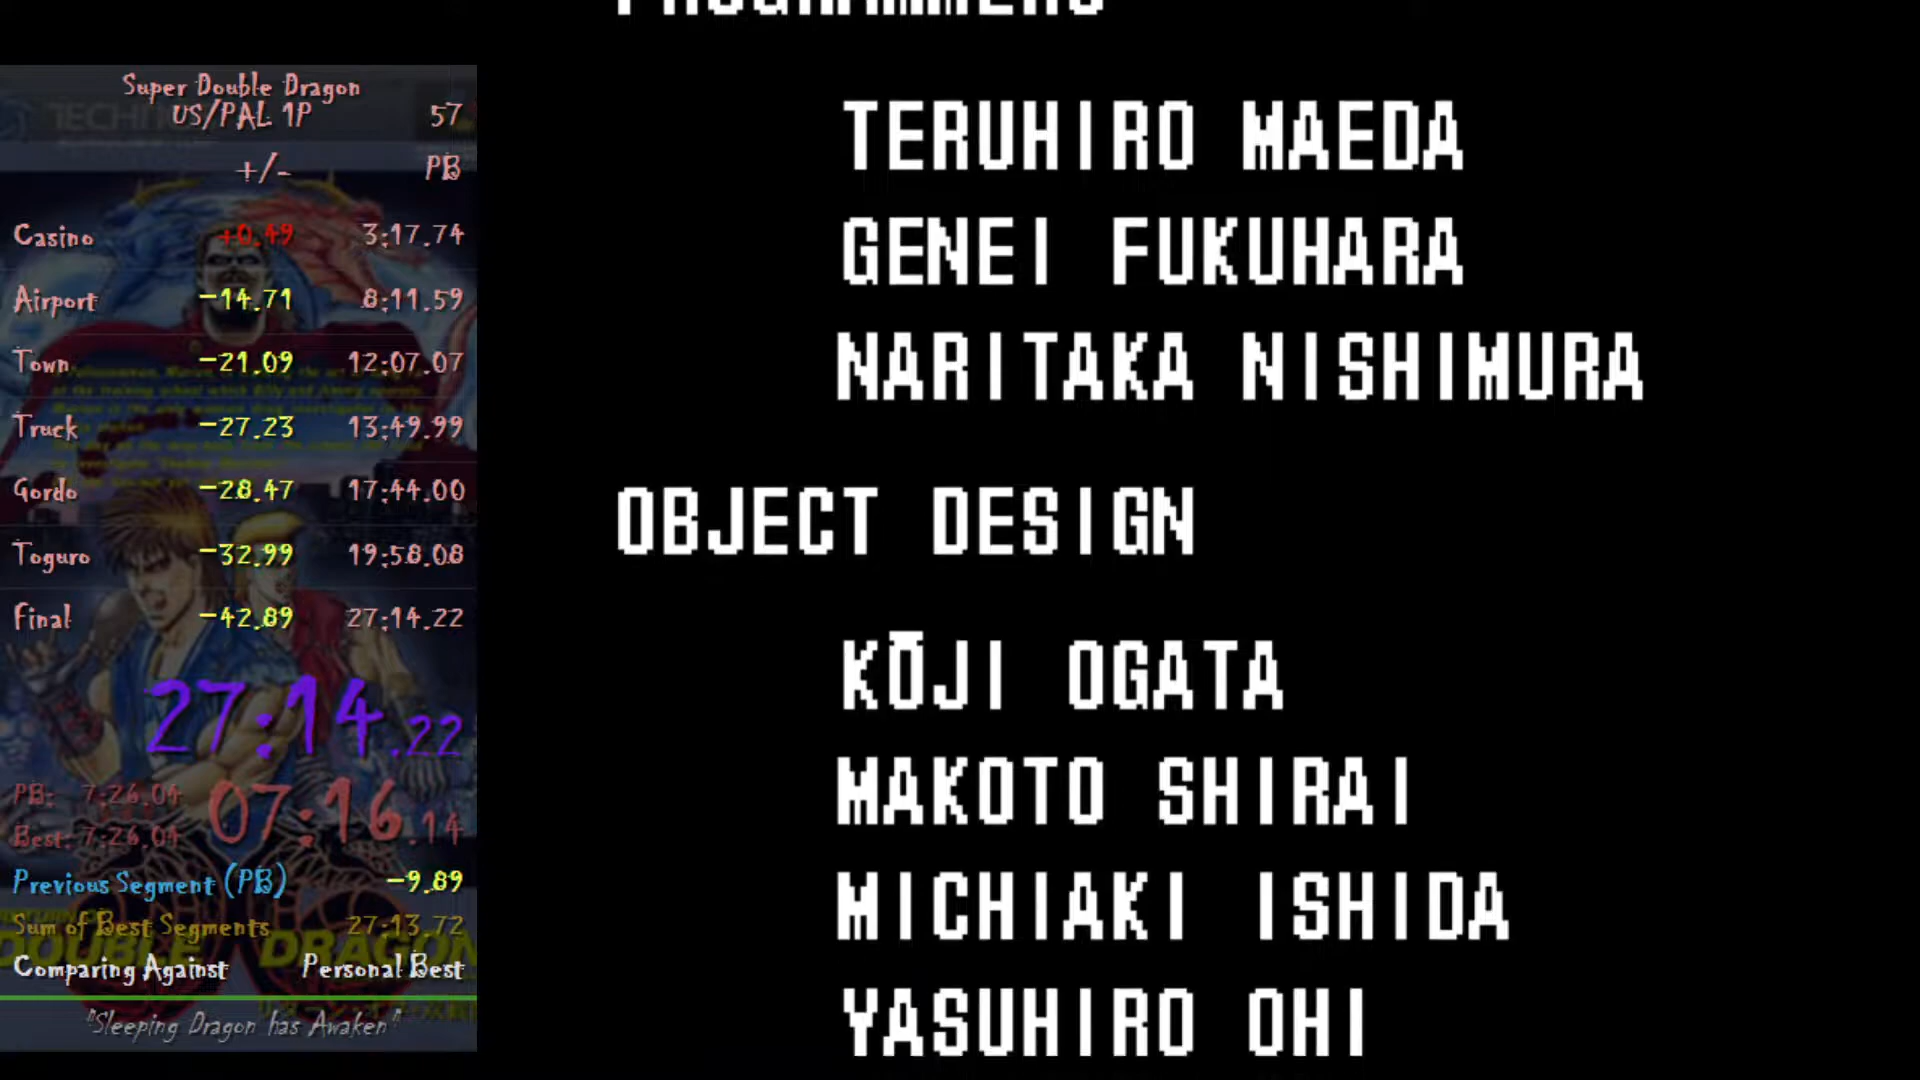 PROGRAMMERS
Super Double Dragon
US/PAL 1P 57
+/- PB
Casino +0.49 3:17.74
Airport -14.71 8:11.59
Town -21.09 12:07.07
Truck -27.23 13:49.99
Gordo -28.47 17:44.00
Toguro -32.99 19:58.08
Final -42.89 27:14.22
27:14.22
PB: 7:26.04
Best: 7:26.04
07:16.14
Previous Segment (PB) -9.89
Sum of Best Segments 27:13.72
Comparing Against Personal Best
"Sleeping Dragon has Awaken"
DOUBLE DRAGON
TERUHIRO MAEDA
GENEI FUKUHARA
NARITAKA NISHIMURA
OBJECT DESIGN
KŌJI OGATA
MAKOTO SHIRAI
MICHIAKI ISHIDA
YASUHIRO OHI